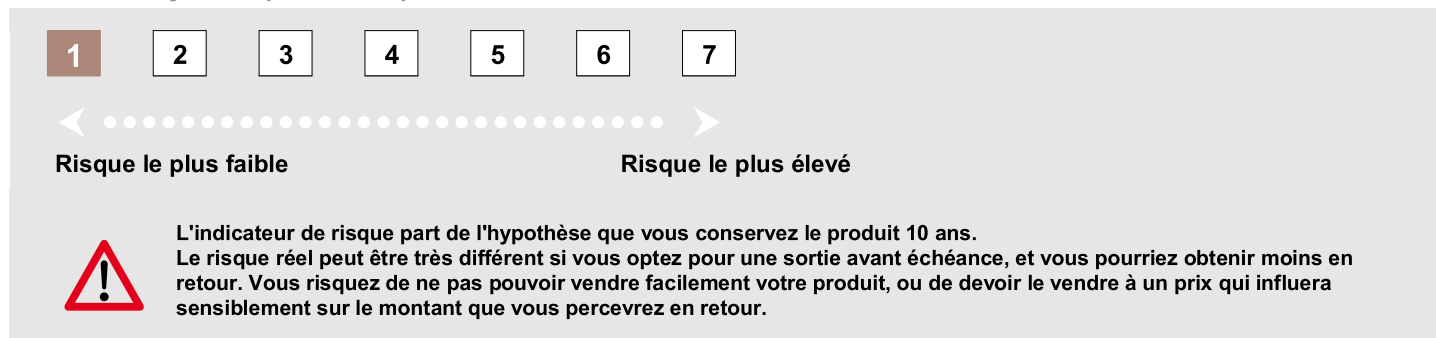 1 2 3 4 5 6 7
Risque le plus faible Risque le plus élevé
L'indicateur de risque part de l'hypothèse que vous conservez le produit 10 ans.
Le risque réel peut être très différent si vous optez pour une sortie avant échéance, et vous pourriez obtenir moins en
retour. Vous risquez de ne pas pouvoir vendre facilement votre produit, ou de devoir le vendre à un prix qui influera
sensiblement sur le montant que vous percevrez en retour.